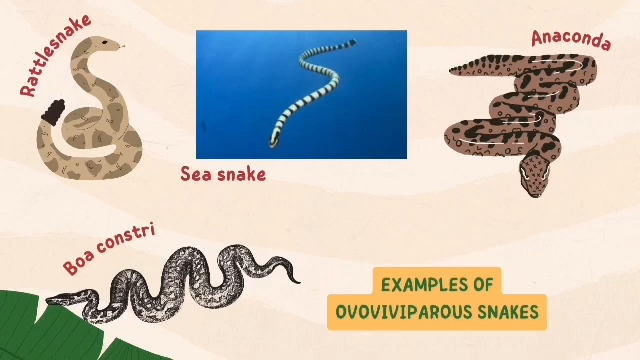 Rattlesnake
Anaconda
Sea snake
Boa constri
EXAMPLES OF
OVOVIVIPAROUS SNAKES